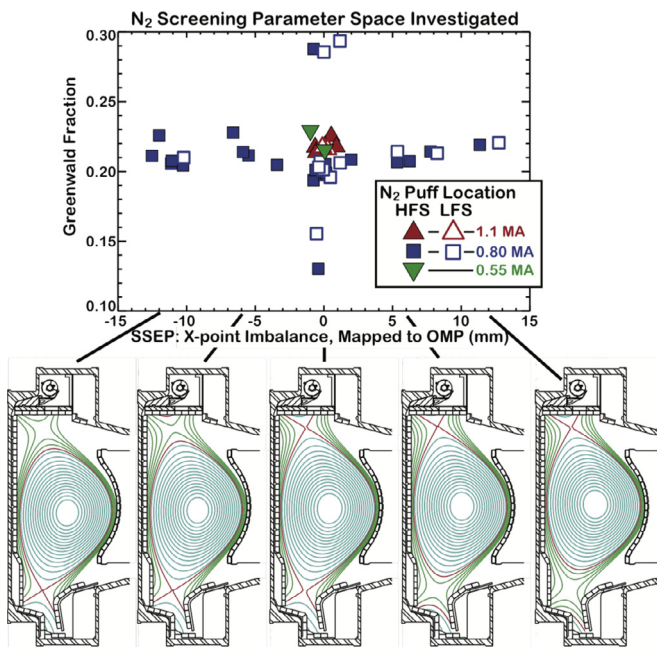 N2 Screening Parameter Space Investigated
Greenwald Fraction
0.30
0.25
0.20
0.15
0.10
N2 Puff Location
HFS LFS
1.1 MA
0.80 MA
0.55 MA
-15 -10 -5 0 5 10 15
SSEP: X-point Imbalance, Mapped to OMP (mm)